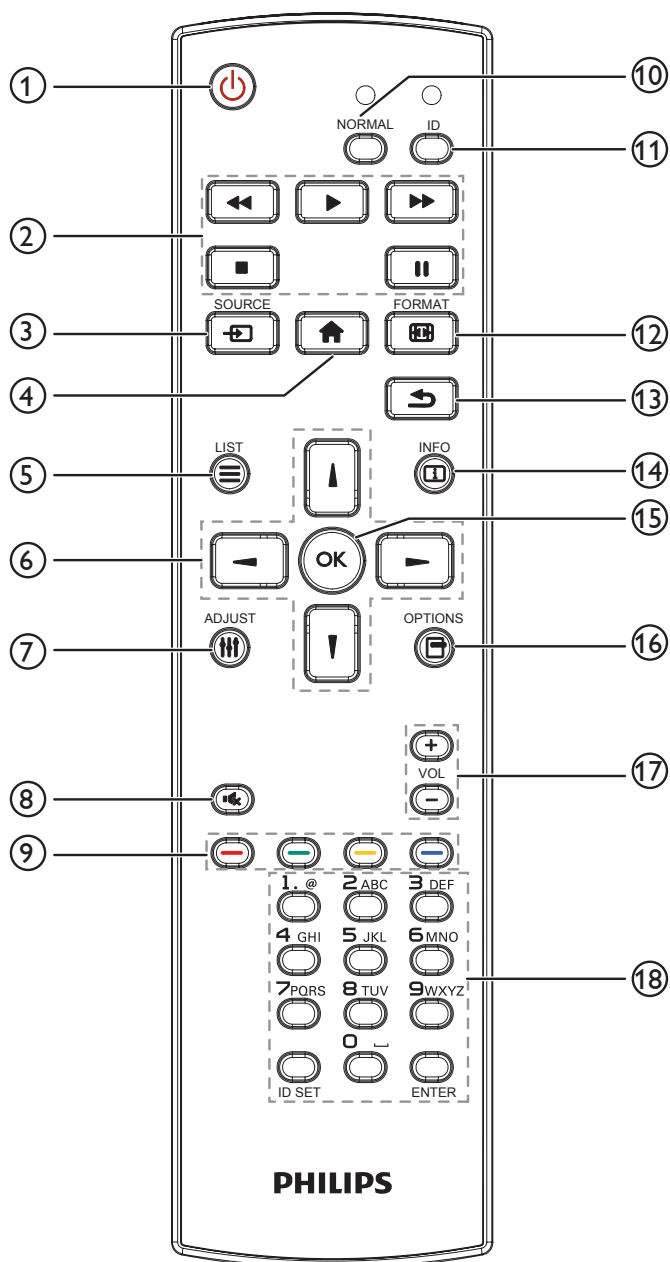 1
10
NORMAL ID
11
2
SOURCE FORMAT
3
12
4
13
LIST INFO
5
14
15
OK
6
ADJUST OPTIONS
7
16
+
VOL
17
−
8
9
1. @ 2 ABC 3 DEF
4 GHI 5 JKL 6 MNO
18
7 PQRS 8 TUV 9 WXYZ
0 ⎵
ID SET ENTER
PHILIPS